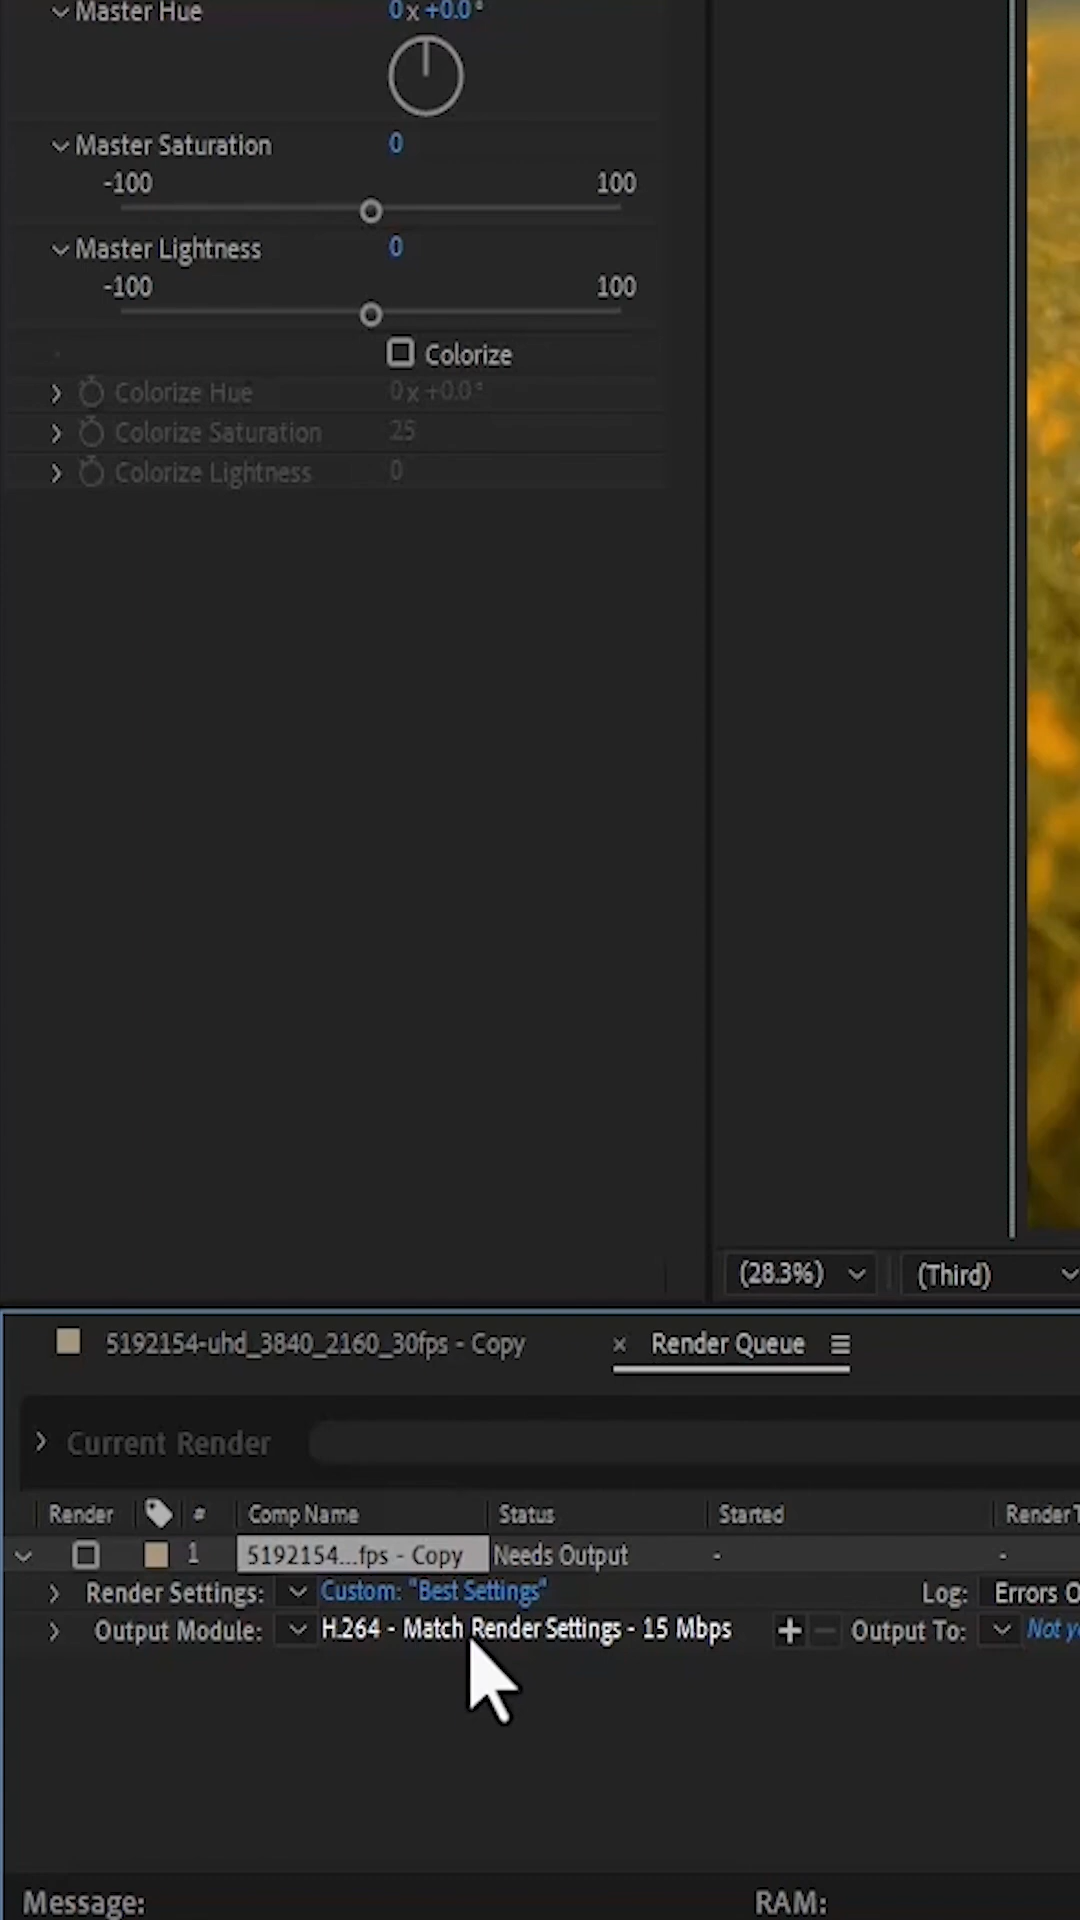 Master Hue 0x+0.0°
Master Saturation 0
-100 100
Master Lightness 0
-100 100
Colorize
Colorize Hue 0x+0.0°
Colorize Saturation 25
Colorize Lightness 0
(28.3%) (Third)
5192154-uhd_3840_2160_30fps - Copy × Render Queue
Current Render
Render # Comp Name Status Started Render
1 5192154...fps - Copy Needs Output - -
Render Settings: Custom: "Best Settings" Log: Errors
Output Module: H.264 - Match Render Settings - 15 Mbps + Output To: Not
Message: RAM: